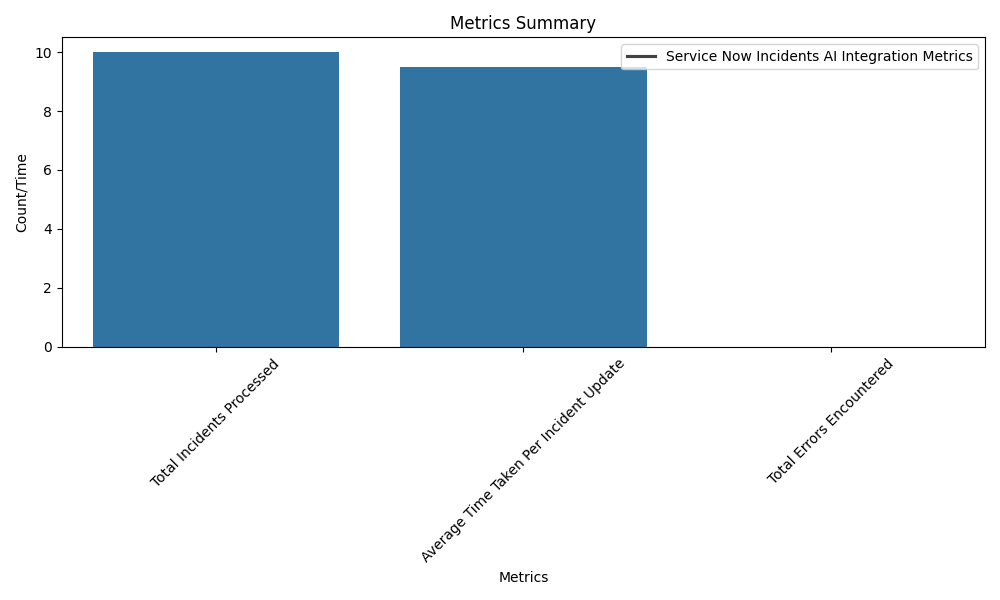 Metrics Summary
Service Now Incidents AI Integration Metrics
Count/Time
10
8
6
4
2
0
Total Incidents Processed
Average Time Taken Per Incident Update
Total Errors Encountered
Metrics